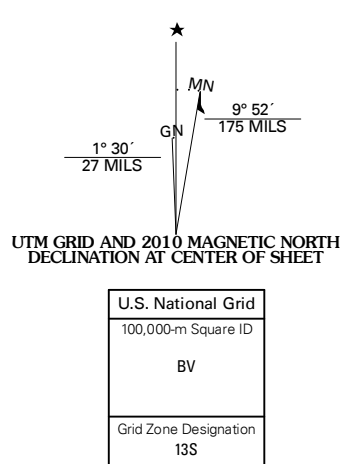 MN
GN
9° 52´
175 MILS
1° 30´
27 MILS
UTM GRID AND 2010 MAGNETIC NORTH
DECLINATION AT CENTER OF SHEET
U.S. National Grid
100,000-m Square ID
BV
Grid Zone Designation
13S